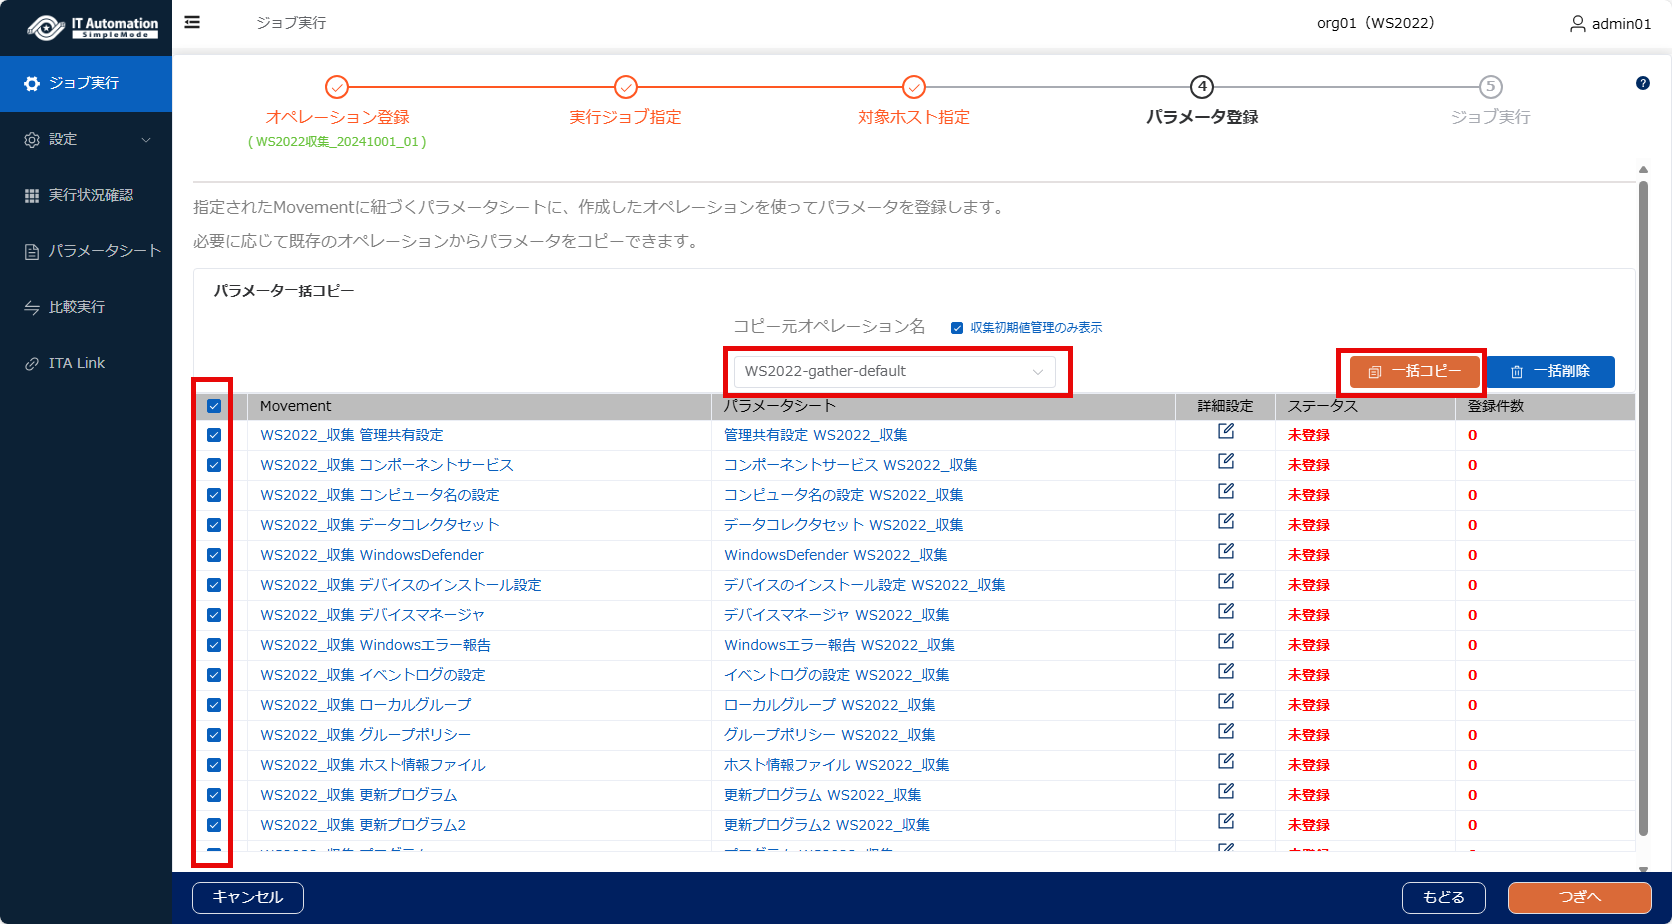 IT Automation
SimpleMode
ジョブ実行
org01（WS2022）
admin01
ジョブ実行
設定
実行状況確認
パラメータシート
比較実行
ITA Link
4
5
?
オペレーション登録
実行ジョブ指定
対象ホスト指定
パラメータ登録
ジョブ実行
( WS2022収集_20241001_01 )
指定されたMovementに紐づくパラメータシートに、作成したオペレーションを使ってパラメータを登録します。
必要に応じて既存のオペレーションからパラメータをコピーできます。
パラメータ一括コピー
コピー元オペレーション名
収集初期値管理のみ表示
WS2022-gather-default
一括コピー
一括削除
Movement パラメータシート 詳細設定 ステータス 登録件数
WS2022_収集 管理共有設定 管理共有設定 WS2022_収集 未登録 0
WS2022_収集 コンポーネントサービス コンポーネントサービス WS2022_収集 未登録 0
WS2022_収集 コンピュータ名の設定 コンピュータ名の設定 WS2022_収集 未登録 0
WS2022_収集 データコレクタセット データコレクタセット WS2022_収集 未登録 0
WS2022_収集 WindowsDefender WindowsDefender WS2022_収集 未登録 0
WS2022_収集 デバイスのインストール設定 デバイスのインストール設定 WS2022_収集 未登録 0
WS2022_収集 デバイスマネージャ デバイスマネージャ WS2022_収集 未登録 0
WS2022_収集 Windowsエラー報告 Windowsエラー報告 WS2022_収集 未登録 0
WS2022_収集 イベントログの設定 イベントログの設定 WS2022_収集 未登録 0
WS2022_収集 ローカルグループ ローカルグループ WS2022_収集 未登録 0
WS2022_収集 グループポリシー グループポリシー WS2022_収集 未登録 0
WS2022_収集 ホスト情報ファイル ホスト情報ファイル WS2022_収集 未登録 0
WS2022_収集 更新プログラム 更新プログラム WS2022_収集 未登録 0
WS2022_収集 更新プログラム2 更新プログラム2 WS2022_収集 未登録 0
キャンセル
もどる
つぎへ